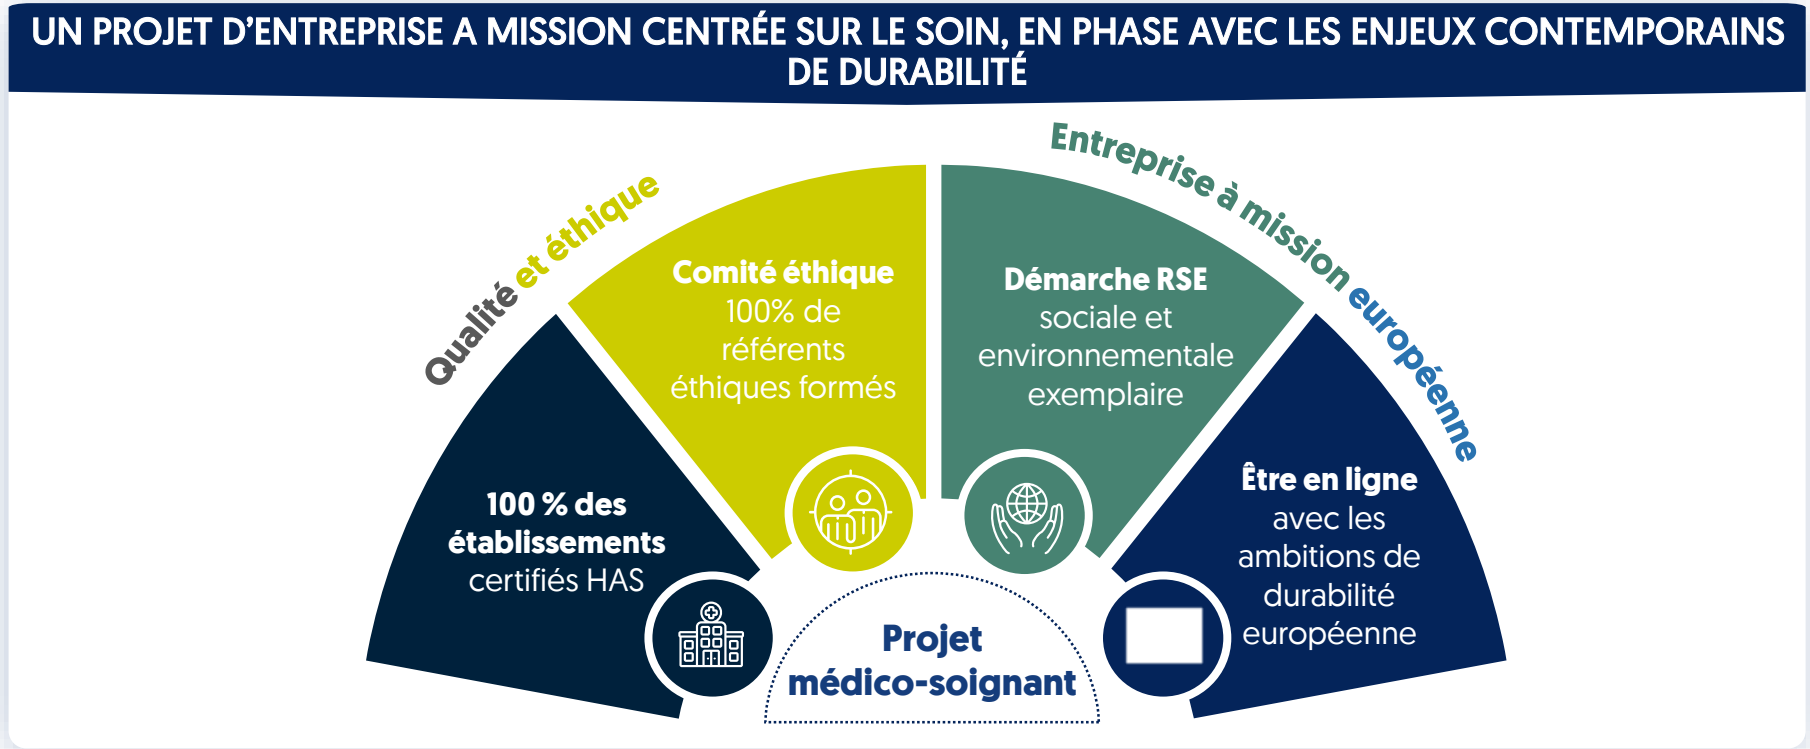 UN PROJET D’ENTREPRISE A MISSION CENTRÉE SUR LE SOIN, EN PHASE AVEC LES ENJEUX CONTEMPORAINS
DE DURABILITÉ
Qualité et éthique
Entreprise à mission européenne
100 % des
établissements
certifiés HAS
Comité éthique
100% de
référents
éthiques formés
Démarche RSE
sociale et
environnementale
exemplaire
Être en ligne
avec les
ambitions de
durabilité
européenne
Projet
médico-soignant